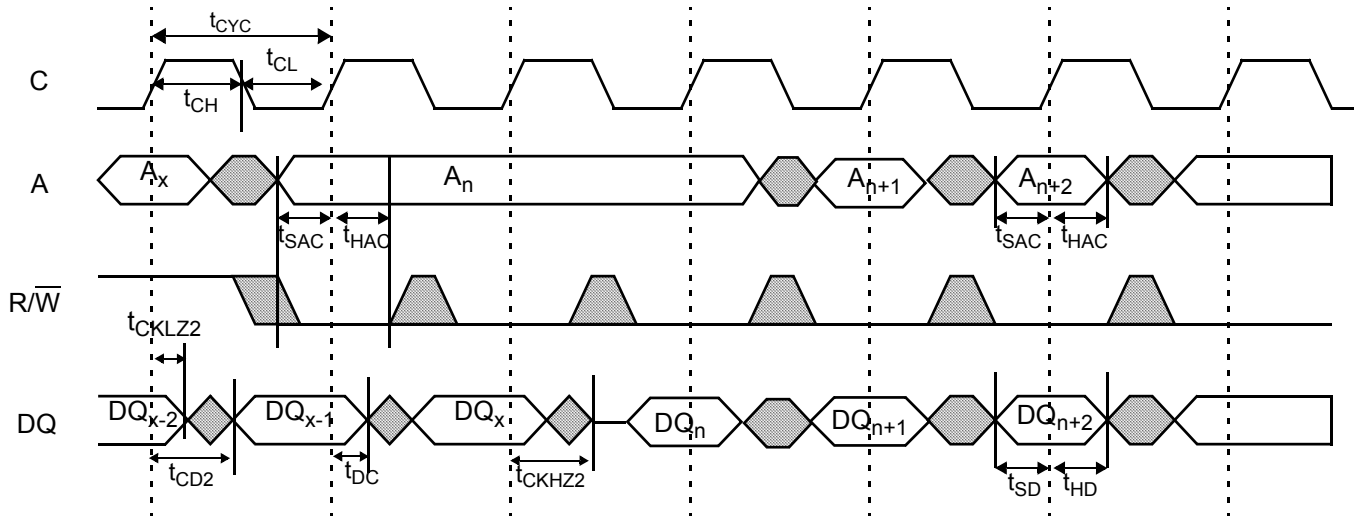 tCYC
C
tCL
tCH
A
Ax
An
An+1
An+2
tSAC
tHAC
tSAC
tHAC
R/W̅
tCKLZ2
DQ
DQx-2
DQx-1
DQx
DQn
DQn+1
DQn+2
tCD2
tDC
tCKHZ2
tSD
tHD